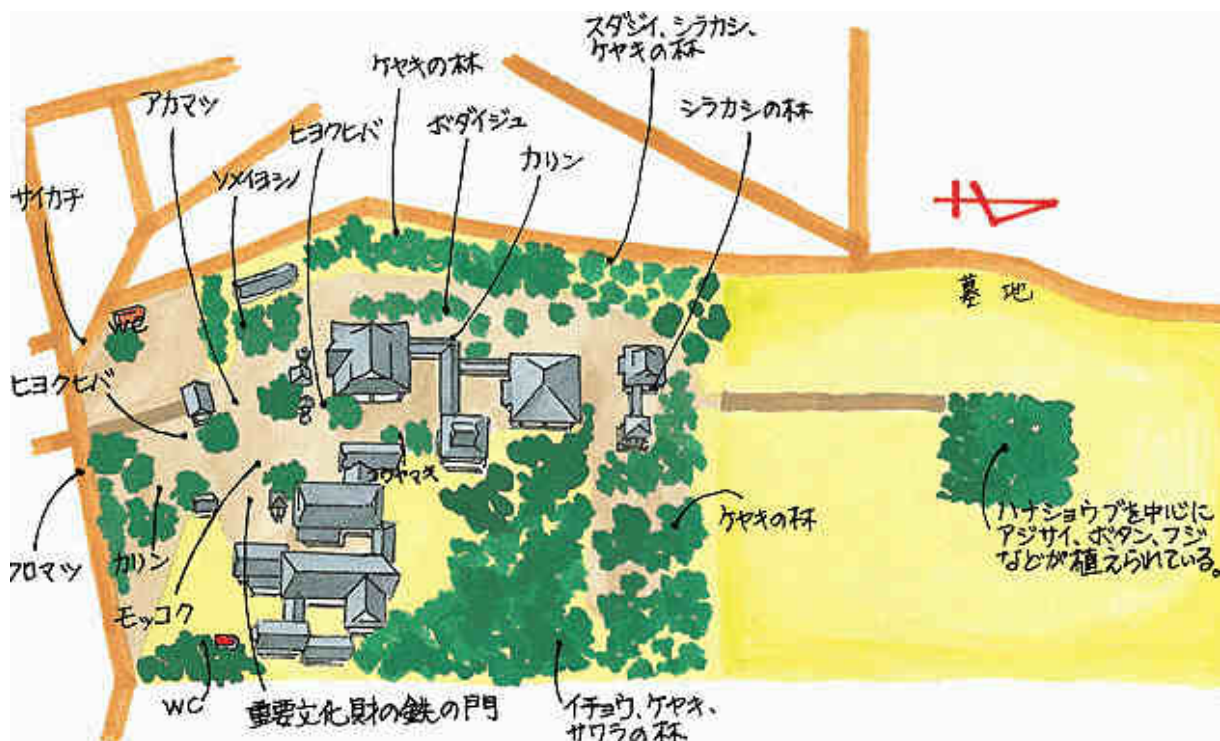 スダジイ、シラカシ、
ケヤキの林
ケヤキの林
シラカシの林
アカマツ
ヒヨクヒバ
ボダイジュ
カリン
ソメイヨシノ
サイカチ
墓地
WC
ヒヨクヒバ
コウヤマキ
ケヤキの林
ハナショウブを中心に
アジサイ、ボタン、フジ
などが植えられている。
クロマツ
カリン
モッコク
WC
重要文化財の鉄の門
イチョウ、ケヤキ、
サワラの林